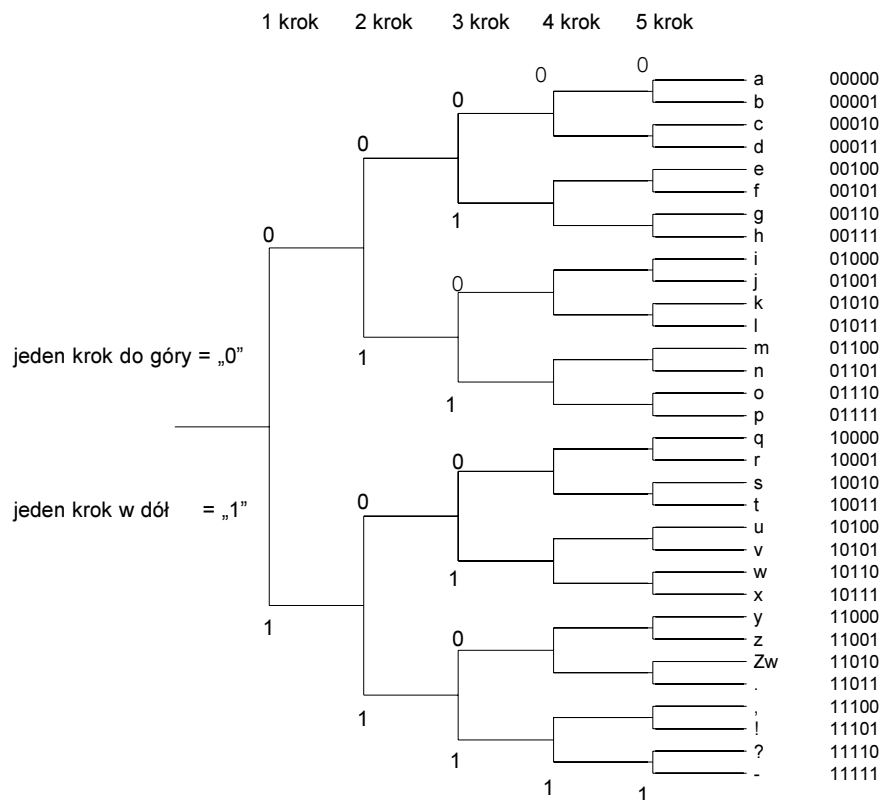 1 krok 2 krok 3 krok 4 krok 5 krok
0
0
a 00000
0
b 00001
c 00010
0
d 00011
e 00100
f 00101
1
g 00110
0
h 00111
i 01000
0
j 01001
k 01010
l 01011
jeden krok do góry = „0”
1
m 01100
n 01101
o 01110
1
p 01111
q 10000
0
r 10001
s 10010
0
t 10011
jeden krok w dół = „1”
u 10100
v 10101
1
w 10110
x 10111
y 11000
1
0
z 11001
Zw 11010
. 11011
, 11100
1
! 11101
1
? 11110
- 11111
1
1